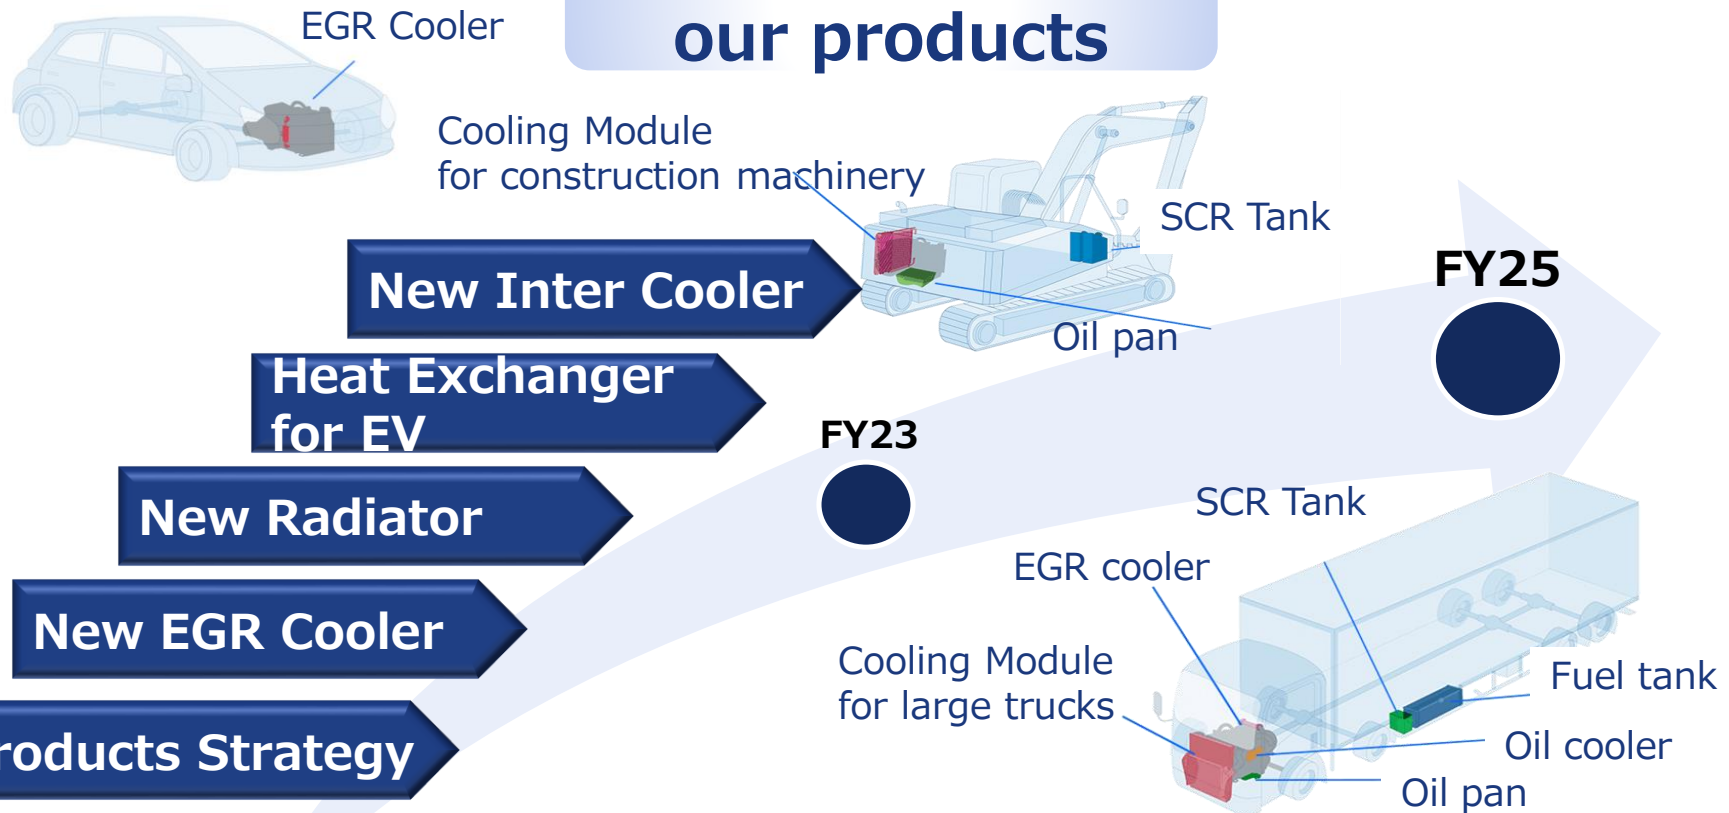 our products
EGR Cooler
Cooling Module
for construction machinery
SCR Tank
Oil pan
New Inter Cooler
Heat Exchanger
for EV
New Radiator
New EGR Cooler
roducts Strategy
FY23
FY25
SCR Tank
EGR cooler
Cooling Module
for large trucks
Fuel tank
Oil cooler
Oil pan